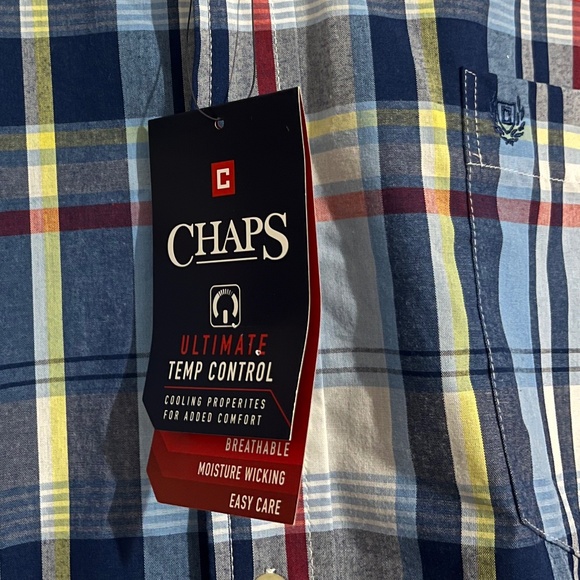 C
CHAPS
ULTIMATE
TEMP CONTROL
COOLING PROPERITES
FOR ADDED COMFORT
BREATHABLE
MOISTURE WICKING
EASY CARE
C